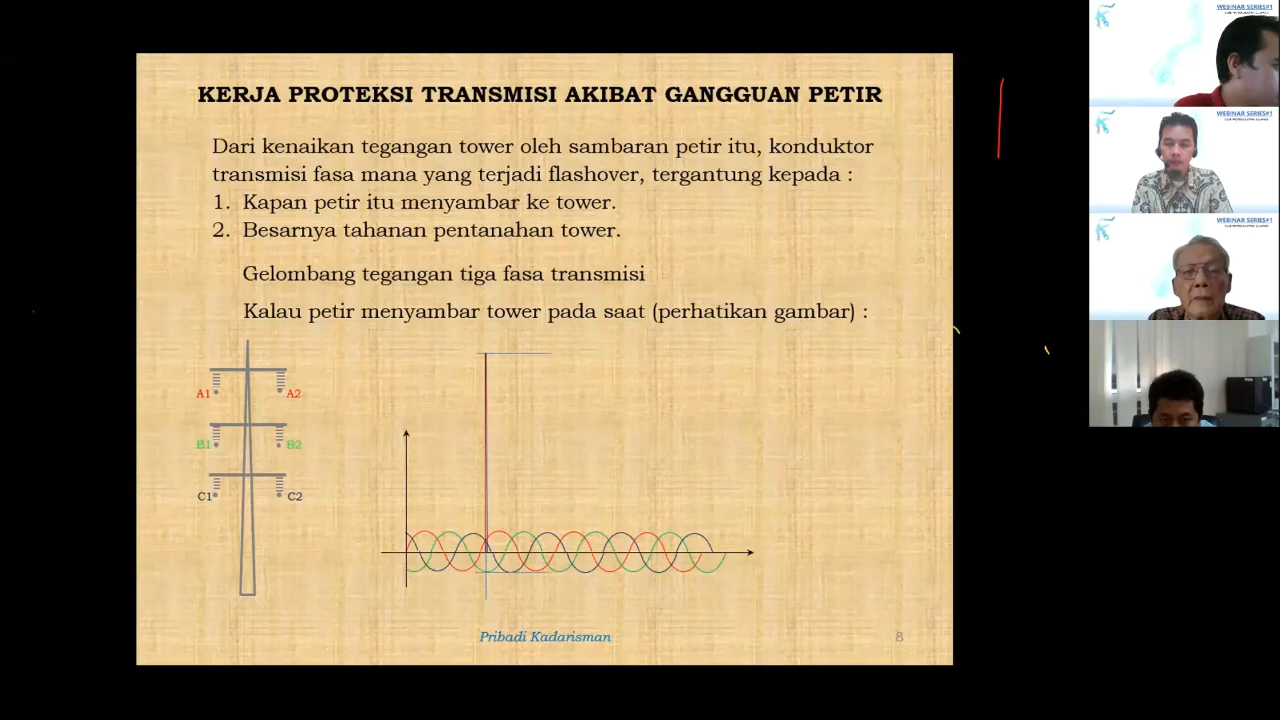 KERJA PROTEKSI TRANSMISI AKIBAT GANGGUAN PETIR
Dari kenaikan tegangan tower oleh sambaran petir itu, konduktor
transmisi fasa mana yang terjadi flashover, tergantung kepada :
1. Kapan petir itu menyambar ke tower.
2. Besarnya tahanan pentanahan tower.
Gelombang tegangan tiga fasa transmisi
Kalau petir menyambar tower pada saat (perhatikan gambar) :
A1
A2
B1
B2
C1
C2
Pribadi Kadarisman
8
WEBINAR SERIES#1
WEBINAR SERIES#1
WEBINAR SERIES#1